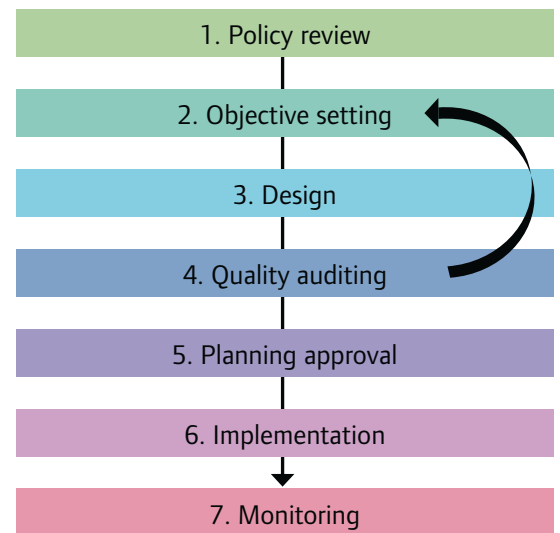 1. Policy review
2. Objective setting
3. Design
4. Quality auditing
5. Planning approval
6. Implementation
7. Monitoring